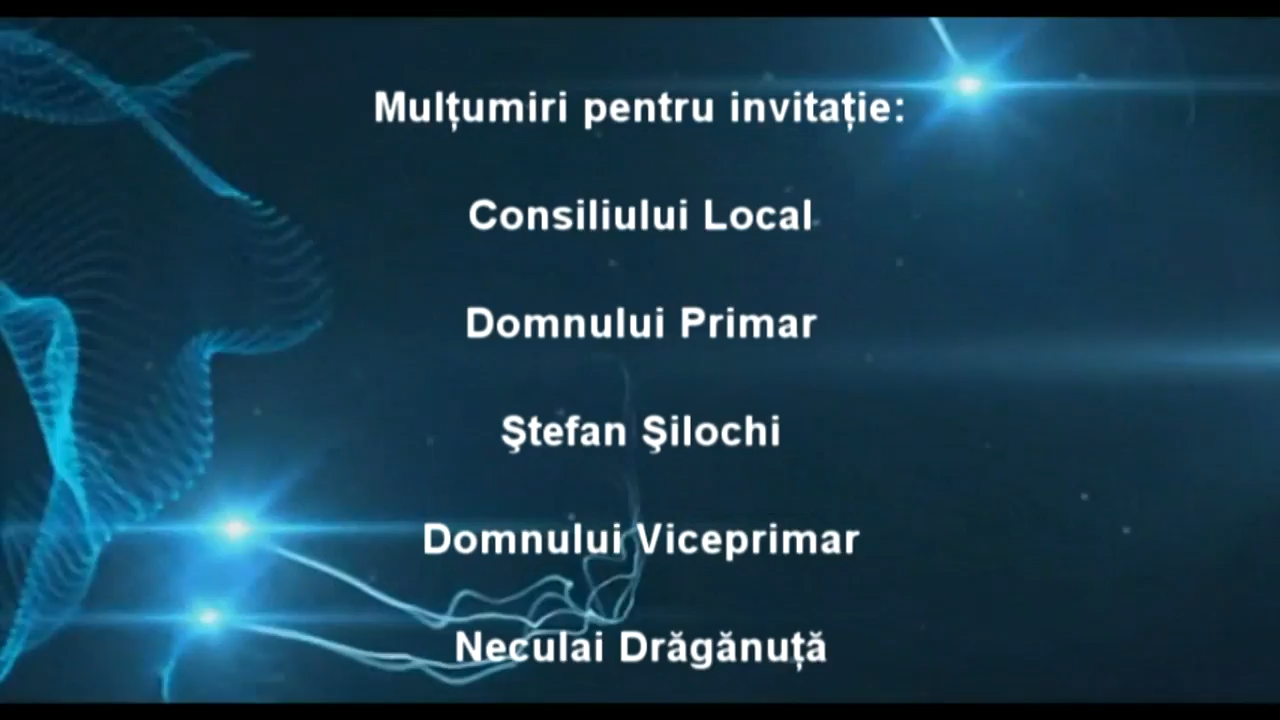 Mulțumiri pentru invitație:
Consiliului Local
Domnului Primar
Ştefan Şilochi
Domnului Viceprimar
Neculai Drăgănuță